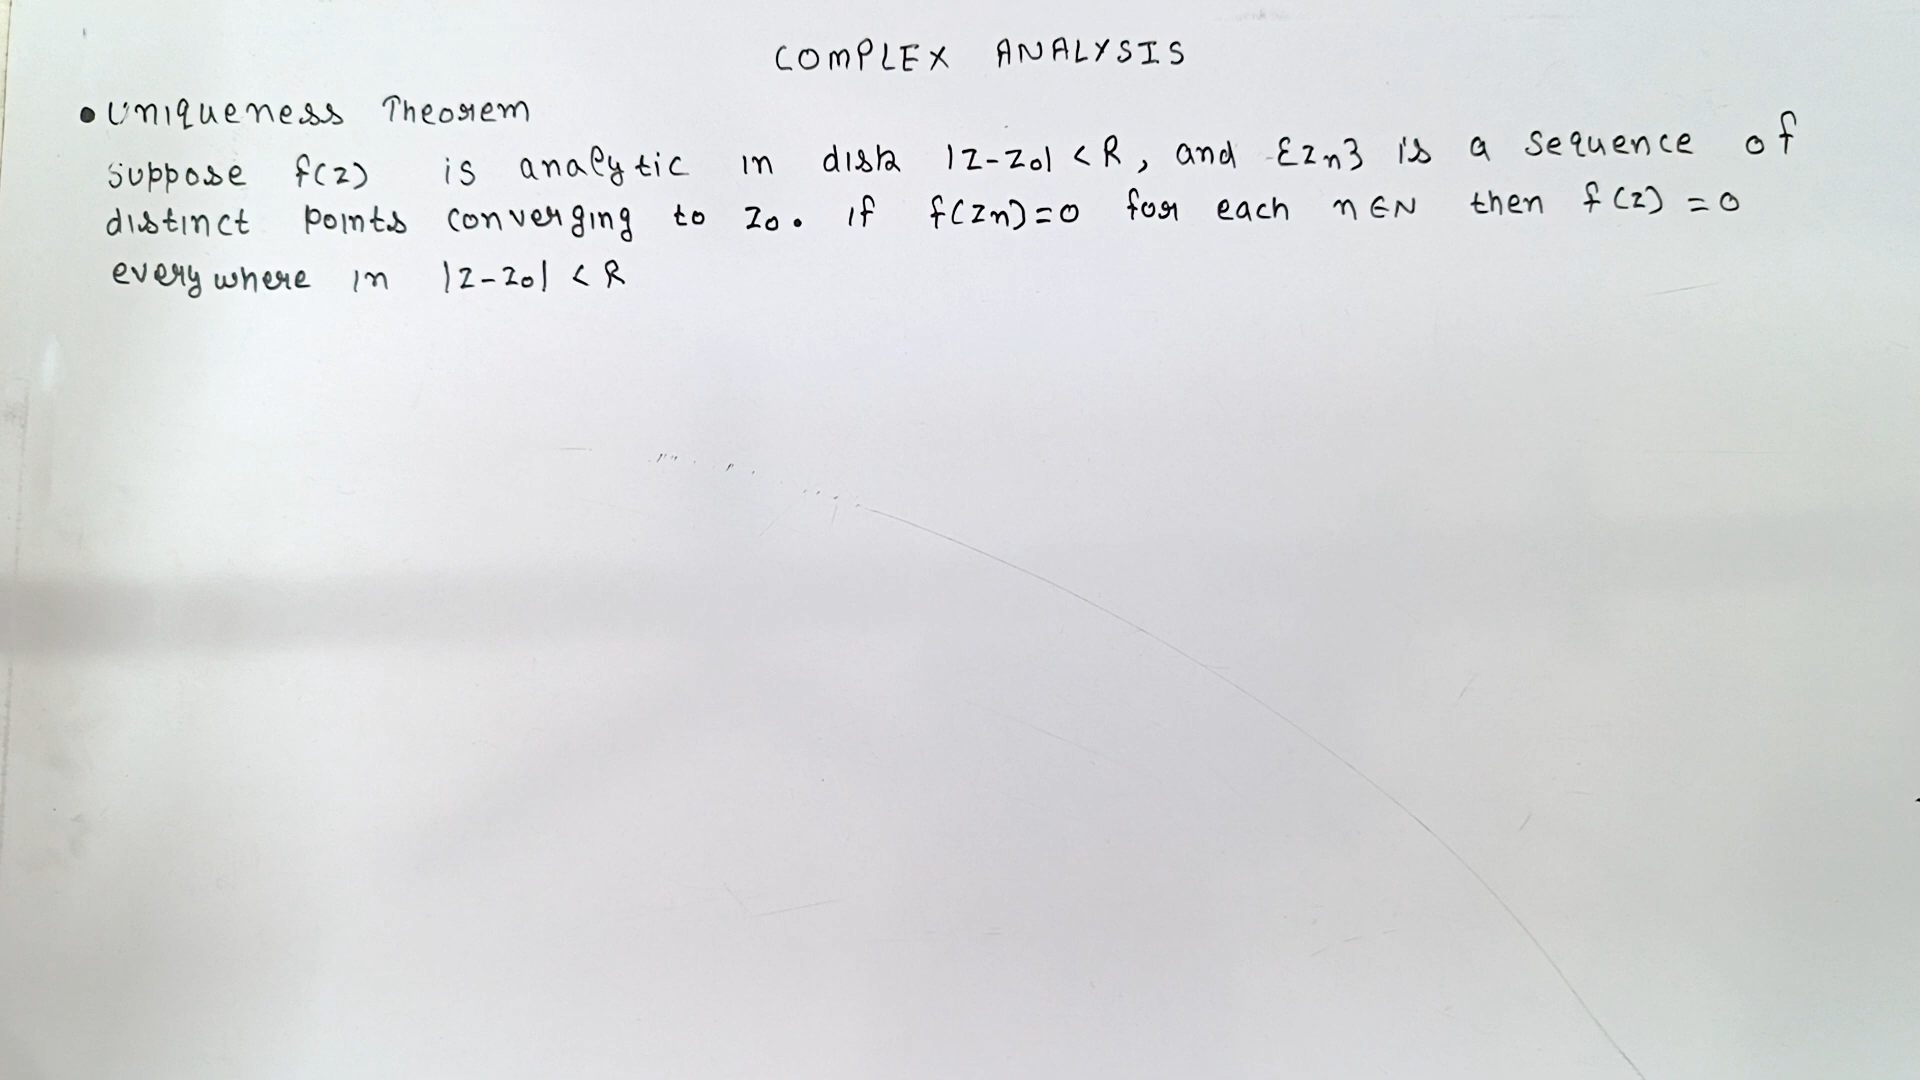 COMPLEX ANALYSIS
• Uniqueness Theorem
suppose f(z) is analytic in disk |z-z₀| <R, and {zn} is a sequence of
distinct points converging to z₀. if f(zn)=0 for each n∈N then f(z) =0
everywhere in |z-z₀| < R